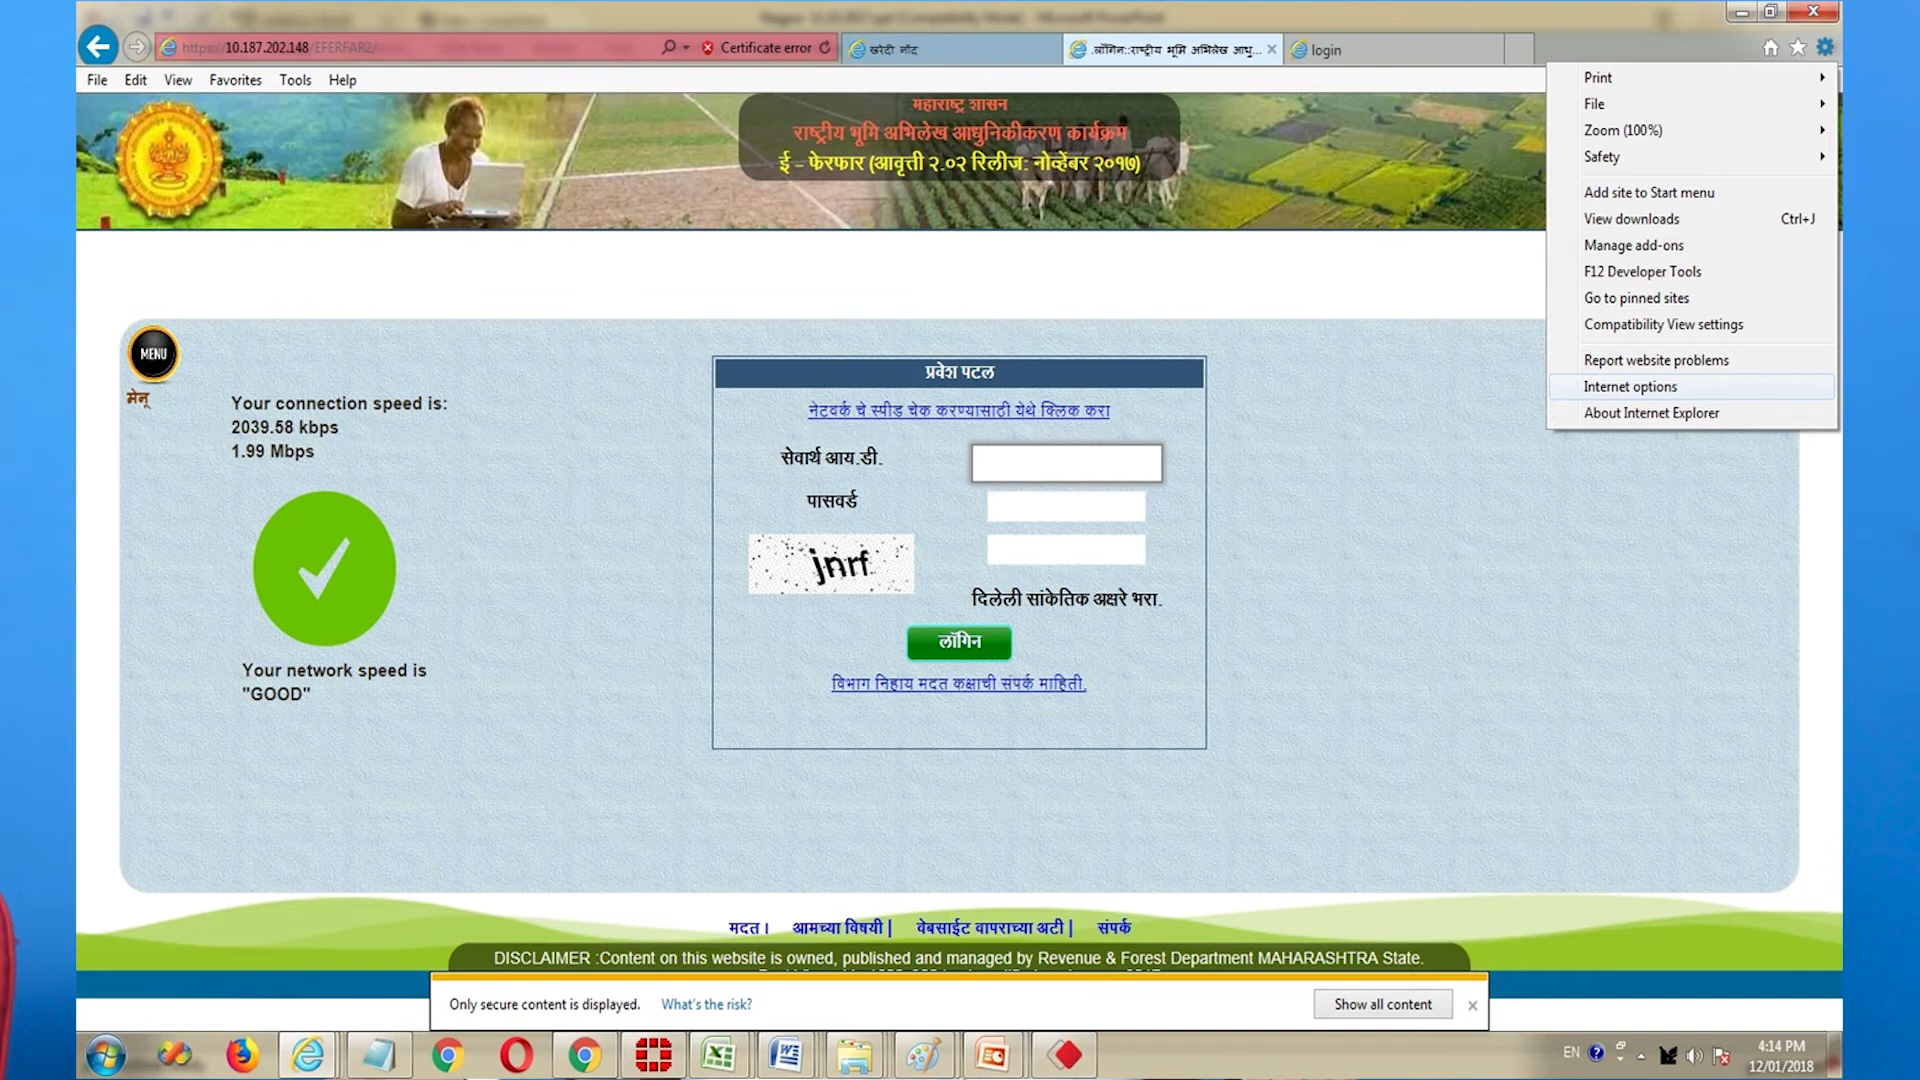 https://10.187.202.148/EFERFAR2/
Certificate error
खरेदी नोंद
.लॉगिन::राष्ट्रीय भूमि अभिलेख आधु...
login
File Edit View Favorites Tools Help
महाराष्ट्र शासन
राष्ट्रीय भूमि अभिलेख आधुनिकीकरण कार्यक्रम
ई – फेरफार (आवृत्ती २.०२ रिलीज: नोव्हेंबर २०१७)
Print
File
Zoom (100%)
Safety
Add site to Start menu
View downloads Ctrl+J
Manage add-ons
F12 Developer Tools
Go to pinned sites
Compatibility View settings
Report website problems
Internet options
About Internet Explorer
MENU
मेनू
Your connection speed is:
2039.58 kbps
1.99 Mbps
Your network speed is
"GOOD"
प्रवेश पटल
नेटवर्क चे स्पीड चेक करण्यासाठी येथे क्लिक करा
सेवार्थ आय.डी.
पासवर्ड
jnrf
दिलेली सांकेतिक अक्षरे भरा.
लॉगिन
विभाग निहाय मदत कक्षाची संपर्क माहिती.
मदत । आमच्या विषयी | वेबसाईट वापराच्या अटी | संपर्क
DISCLAIMER :Content on this website is owned, published and managed by Revenue & Forest Department MAHARASHTRA State.
Only secure content is displayed. What's the risk? Show all content
EN
4:14 PM
12/01/2018